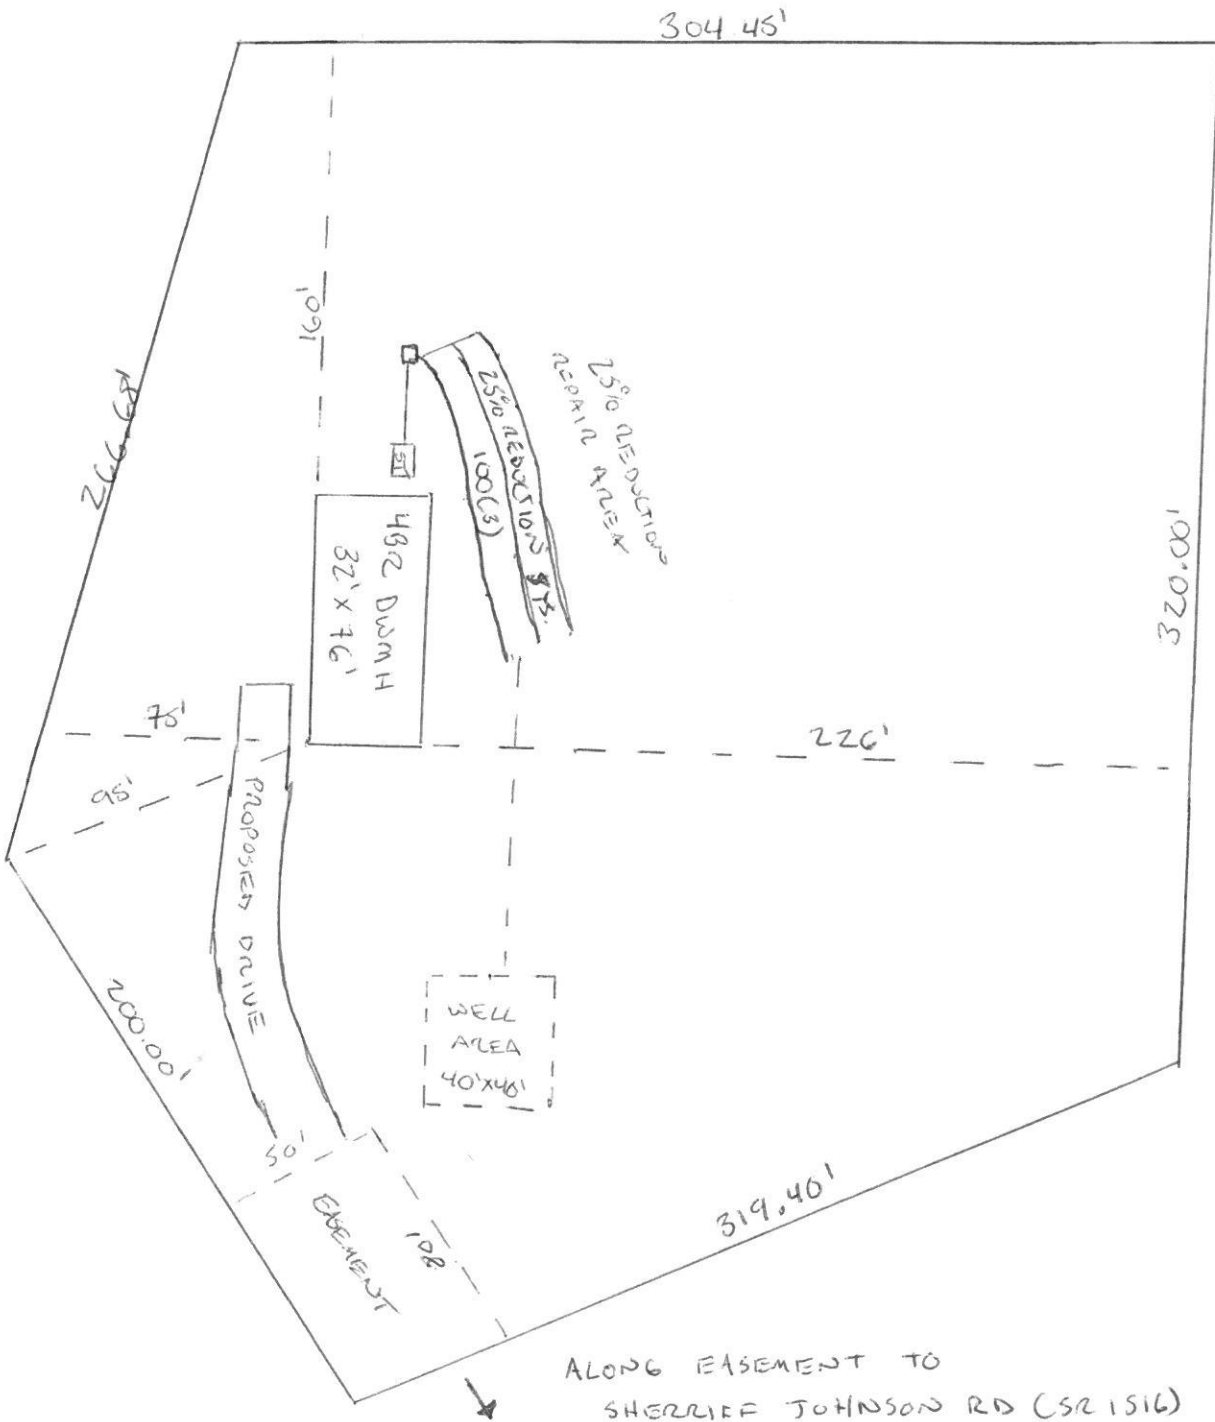 304.45'
160'
266.68'
25% REDUCTION
REPAIR AREA
25% REDUCTION SYS.
100(3)
ST
4B2 DWMH
32' x 76'
320.00'
75'
226'
95'
PROPOSED DRIVE
200.00'
WELL
AREA
40'x40'
50'
EASEMENT
108
319.40'
ALONG EASEMENT TO
SHERRIFF JOHNSON RD (SR 1516)